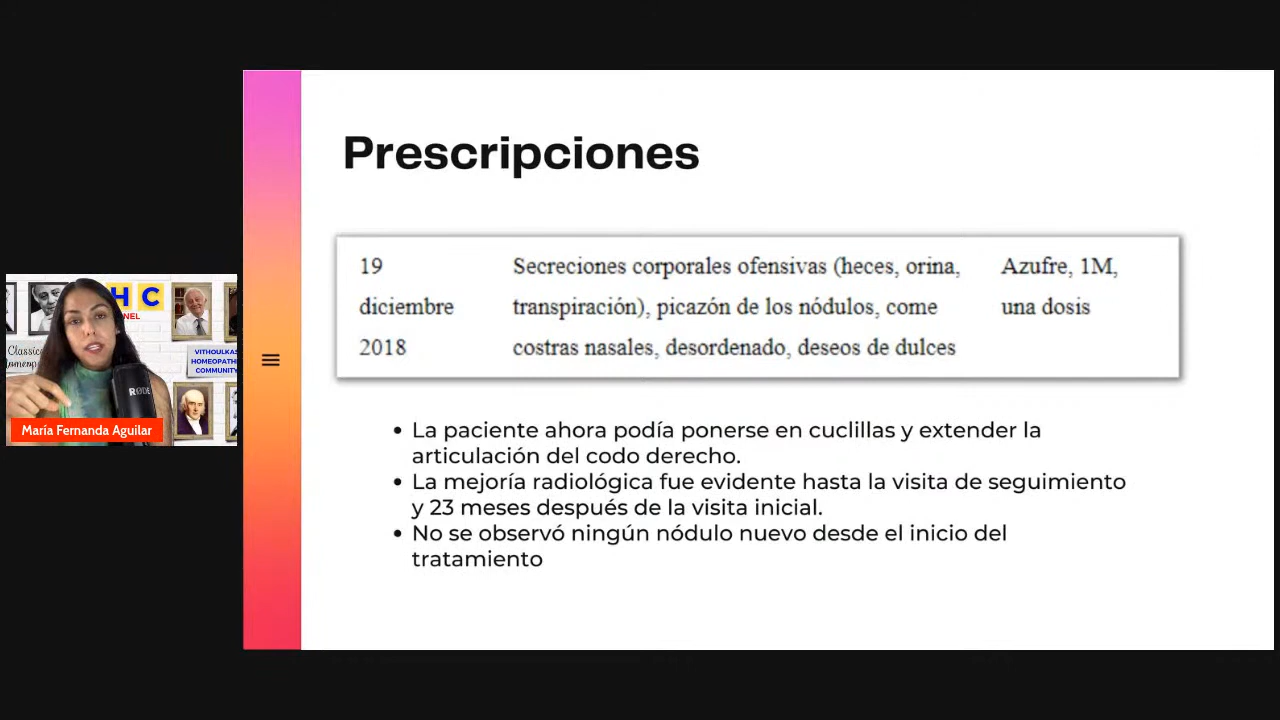 Prescripciones
19 Secreciones corporales ofensivas (heces, orina, Azufre, 1M,
diciembre transpiración), picazón de los nódulos, come una dosis
2018 costras nasales, desordenado, deseos de dulces
• La paciente ahora podía ponerse en cuclillas y extender la
articulación del codo derecho.
• La mejoría radiológica fue evidente hasta la visita de seguimiento
y 23 meses después de la visita inicial.
• No se observó ningún nódulo nuevo desde el inicio del
tratamiento
H C
Classica
VITHOULKAS
HOMEOPATH
COMMUNITY
RØDE
María Fernanda Aguilar